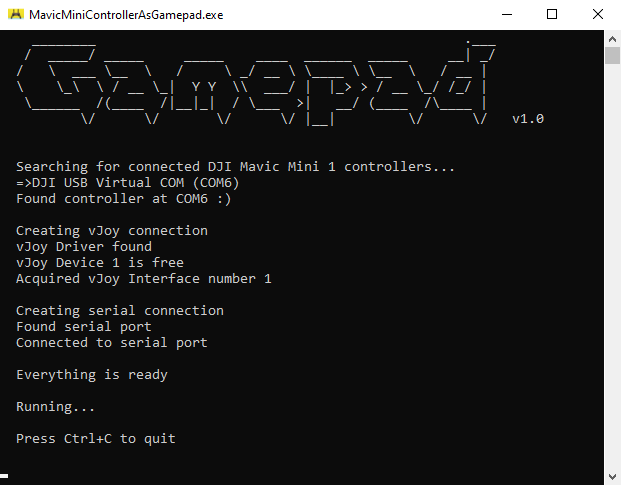 MavicMiniControllerAsGamepad.exe
Gamepad
v1.0
Searching for connected DJI Mavic Mini 1 controllers...
=>DJI USB Virtual COM (COM6)
Found controller at COM6 :)
Creating vJoy connection
vJoy Driver found
vJoy Device 1 is free
Acquired vJoy Interface number 1
Creating serial connection
Found serial port
Connected to serial port
Everything is ready
Running...
Press Ctrl+C to quit